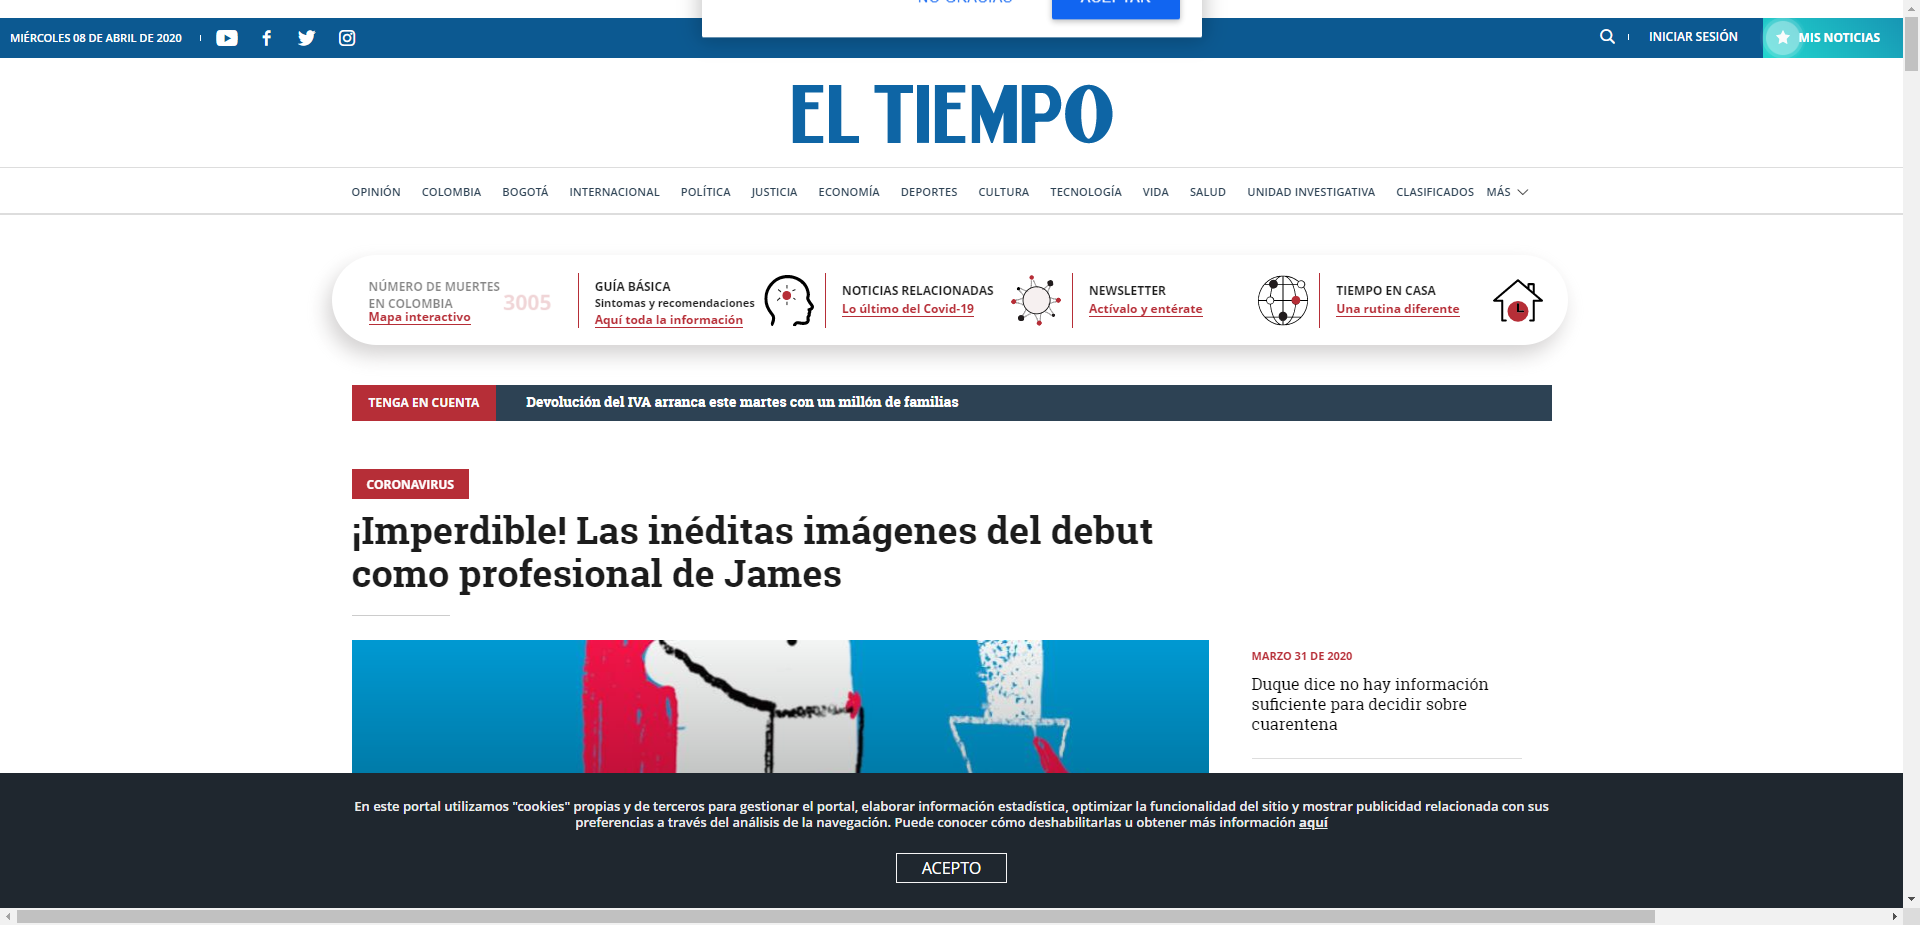 MIÉRCOLES 08 DE ABRIL DE 2020
INICIAR SESIÓN
MIS NOTICIAS
EL TIEMPO
OPINIÓN COLOMBIA BOGOTÁ INTERNACIONAL POLÍTICA JUSTICIA ECONOMÍA DEPORTES CULTURA TECNOLOGÍA VIDA SALUD UNIDAD INVESTIGATIVA CLASIFICADOS MÁS
NÚMERO DE MUERTES
EN COLOMBIA
3005
Mapa interactivo
GUÍA BÁSICA
Sintomas y recomendaciones
Aquí toda la información
NOTICIAS RELACIONADAS
Lo último del Covid-19
NEWSLETTER
Actívalo y entérate
TIEMPO EN CASA
Una rutina diferente
TENGA EN CUENTA
Devolución del IVA arranca este martes con un millón de familias
CORONAVIRUS
¡Imperdible! Las inéditas imágenes del debut
como profesional de James
MARZO 31 DE 2020
Duque dice no hay información
suficiente para decidir sobre
cuarentena
En este portal utilizamos "cookies" propias y de terceros para gestionar el portal, elaborar información estadística, optimizar la funcionalidad del sitio y mostrar publicidad relacionada con sus
preferencias a través del análisis de la navegación. Puede conocer cómo deshabilitarlas u obtener más información aquí
ACEPTO